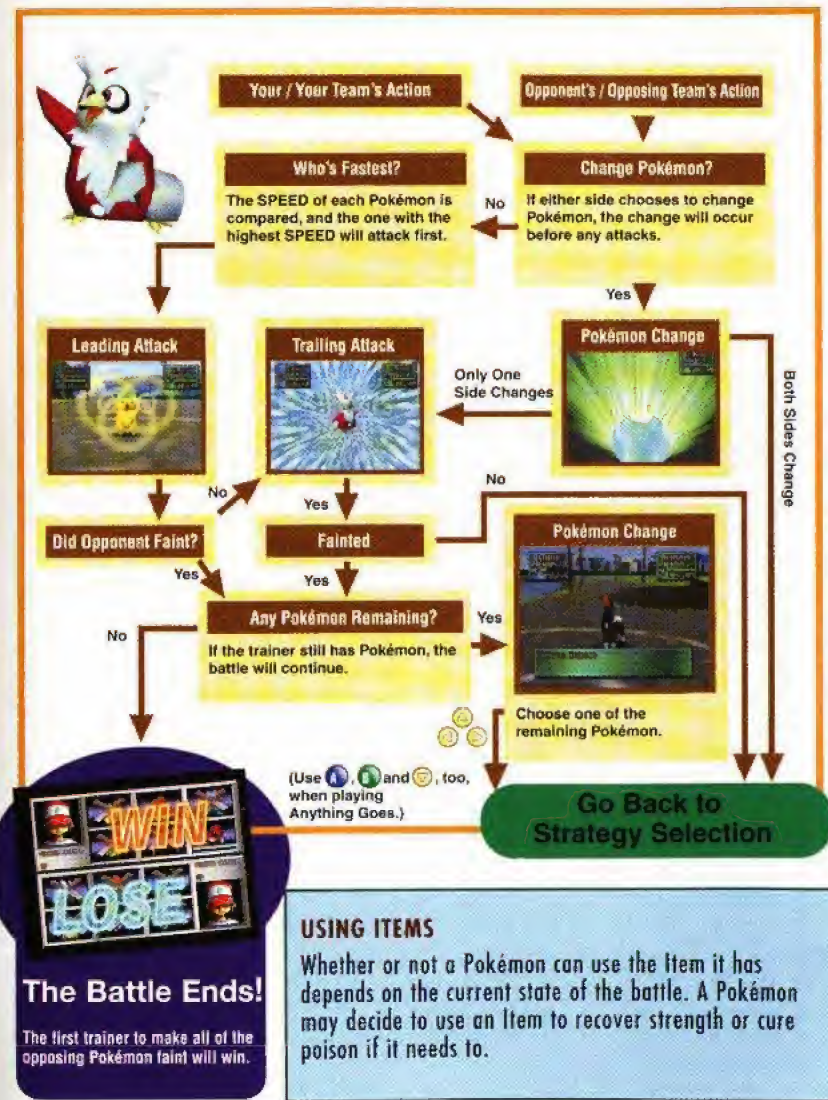 Your / Your Team's Action
Opponent's / Opposing Team's Action
Who's Fastest?
The SPEED of each Pokémon is
compared, and the one with the
highest SPEED will attack first.
No
Change Pokémon?
If either side chooses to change
Pokémon, the change will occur
before any attacks.
Yes
Leading Attack
Trailing Attack
Only One
Side Changes
Pokémon Change
Both Sides Change
No
Yes
No
Did Opponent Faint?
Fainted
Pokémon Change
Yes
Yes
Any Pokémon Remaining?
If the trainer still has Pokémon, the
battle will continue.
Yes
No
Choose one of the
remaining Pokémon.
(Use A, B and , too,
when playing
Anything Goes.)
Go Back to
Strategy Selection
WIN
LOSE
The Battle Ends!
The first trainer to make all of the
opposing Pokémon faint will win.
USING ITEMS
Whether or not a Pokémon can use the Item it has
depends on the current state of the battle. A Pokémon
may decide to use an Item to recover strength or cure
poison if it needs to.